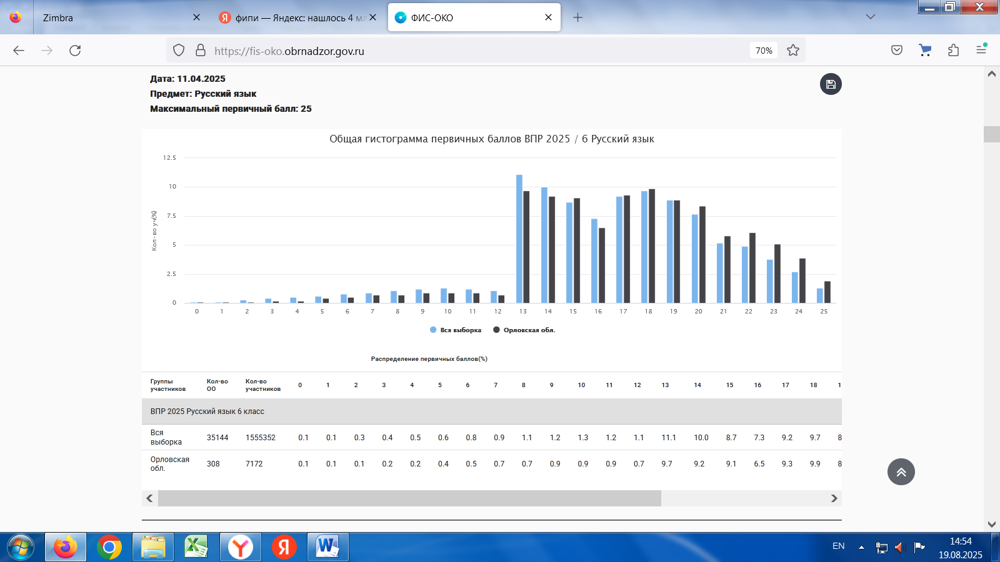 Zimbra
фипи — Яндекс: нашлось 4 мл
ФИС-ОКО
https://fis-oko.obrnadzor.gov.ru
70%
Дата: 11.04.2025
Предмет: Русский язык
Максимальный первичный балл: 25
Общая гистограмма первичных баллов ВПР 2025 / 6 Русский язык
Кол-во уч(%)
12.5
10
7.5
5
2.5
0
0 1 2 3 4 5 6 7 8 9 10 11 12 13 14 15 16 17 18 19 20 21 22 23 24 25
Вся выборка Орловская обл.
Распределение первичных баллов(%)
Группы участников Кол-во ОО Кол-во участников 0 1 2 3 4 5 6 7 8 9 10 11 12 13 14 15 16 17 18 1
ВПР 2025 Русский язык 6 класс
Вся выборка 35144 1555352 0.1 0.1 0.3 0.4 0.5 0.6 0.8 0.9 1.1 1.2 1.3 1.2 1.1 11.1 10.0 8.7 7.3 9.2 9.7 8
Орловская обл. 308 7172 0.1 0.1 0.1 0.2 0.2 0.4 0.5 0.7 0.7 0.9 0.9 0.9 0.7 9.7 9.2 9.1 6.5 9.3 9.9 8
EN
14:54
19.08.2025